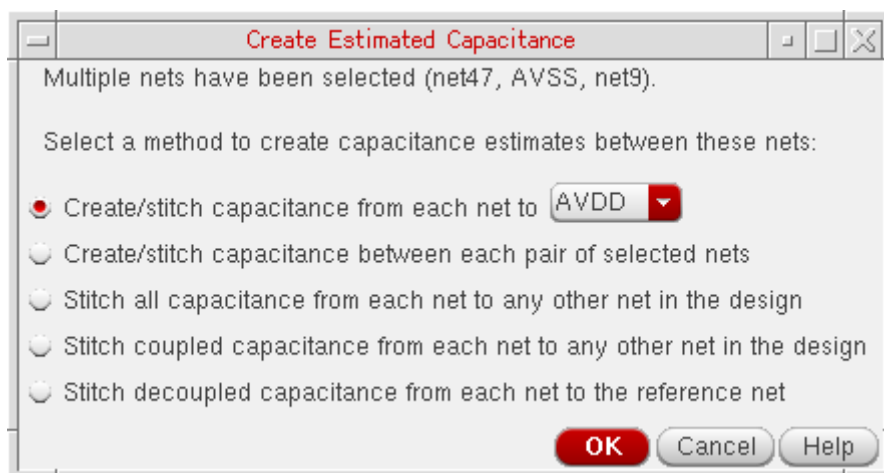 Create Estimated Capacitance
Multiple nets have been selected (net47, AVSS, net9).
Select a method to create capacitance estimates between these nets:
Create/stitch capacitance from each net to AVDD
Create/stitch capacitance between each pair of selected nets
Stitch all capacitance from each net to any other net in the design
Stitch coupled capacitance from each net to any other net in the design
Stitch decoupled capacitance from each net to the reference net
OK Cancel Help